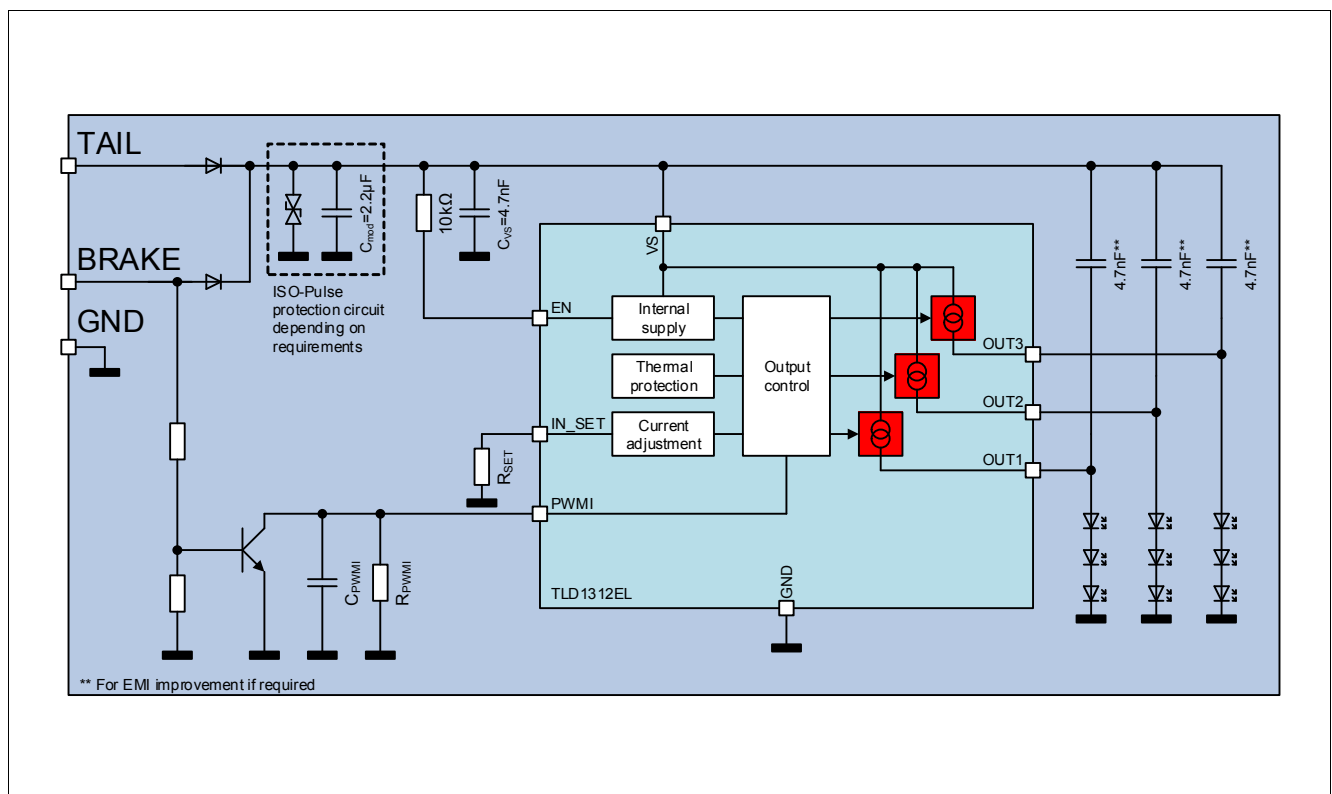 TAIL
BRAKE
GND
ISO-Pulse
protection circuit
depending on
requirements
Cmod=2.2µF
10kΩ
CVS=4.7nF
VS
4.7nF**
4.7nF**
4.7nF**
EN
Internal
supply
Thermal
protection
Output
control
IN_SET
Current
adjustment
OUT3
OUT2
OUT1
RSET
PWMI
CPWMI
RPWMI
TLD1312EL
GND
** For EMI improvement if required